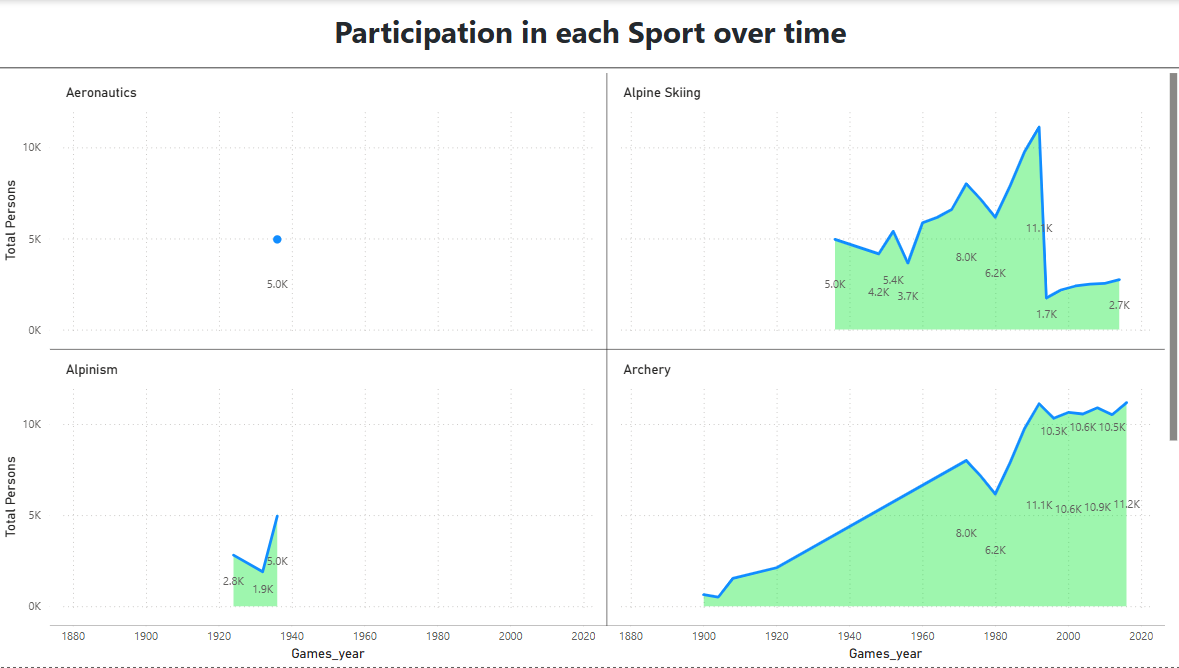 Participation in each Sport over time
Aeronautics
Alpine Skiing
Total Persons
10K
5K
0K
5.0K
5.0K
4.2K
5.4K
3.7K
8.0K
6.2K
11.1K
1.7K
2.7K
Alpinism
Archery
Total Persons
10K
5K
0K
2.8K
1.9K
5.0K
8.0K
6.2K
11.1K
10.3K
10.6K
10.6K
10.9K
10.5K
11.2K
1880 1900 1920 1940 1960 1980 2000 2020
1880 1900 1920 1940 1960 1980 2000 2020
Games_year
Games_year